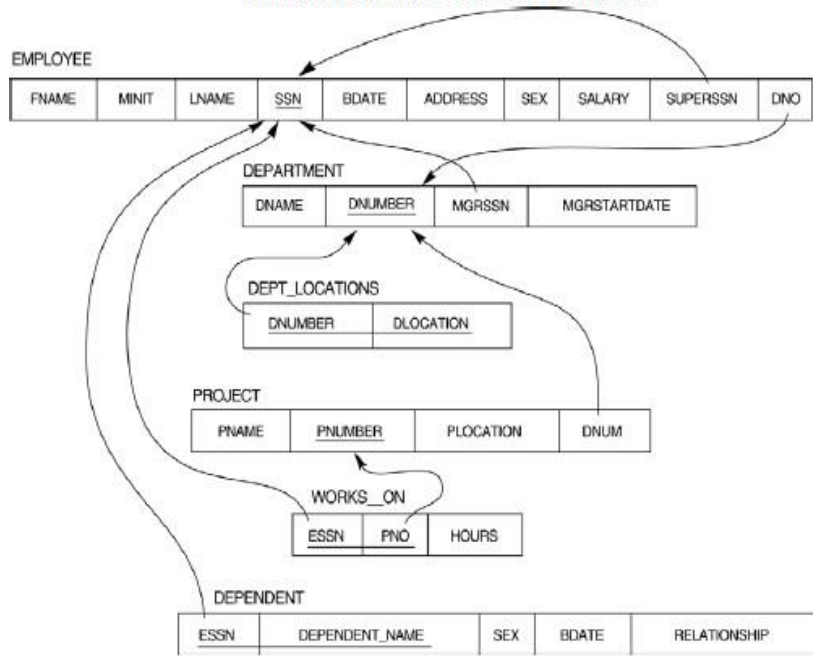 EMPLOYEE
FNAME MINIT LNAME SSN BDATE ADDRESS SEX SALARY SUPERSSN DNO
DEPARTMENT
DNAME DNUMBER MGRSSN MGRSTARTDATE
DEPT_LOCATIONS
DNUMBER DLOCATION
PROJECT
PNAME PNUMBER PLOCATION DNUM
WORKS__ON
ESSN PNO HOURS
DEPENDENT
ESSN DEPENDENT_NAME SEX BDATE RELATIONSHIP